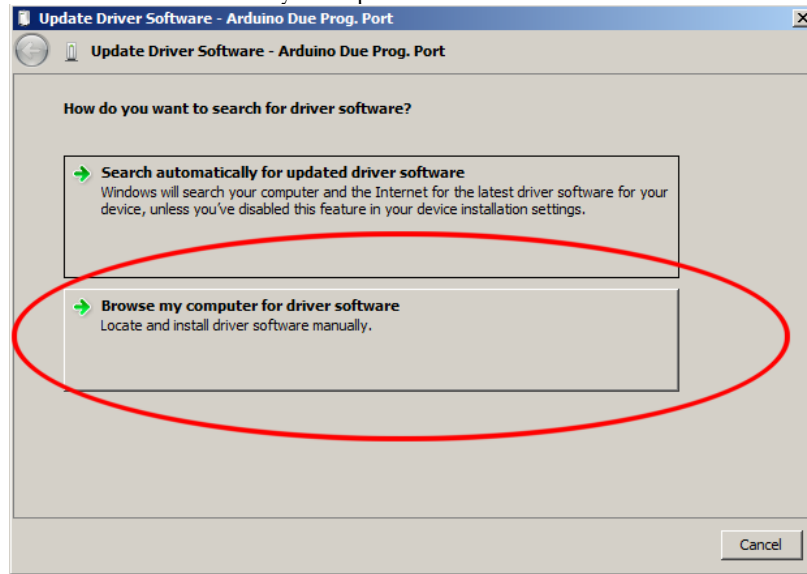 Update Driver Software - Arduino Due Prog. Port
Update Driver Software - Arduino Due Prog. Port
How do you want to search for driver software?
Search automatically for updated driver software
Windows will search your computer and the Internet for the latest driver software for your
device, unless you've disabled this feature in your device installation settings.
Browse my computer for driver software
Locate and install driver software manually.
Cancel